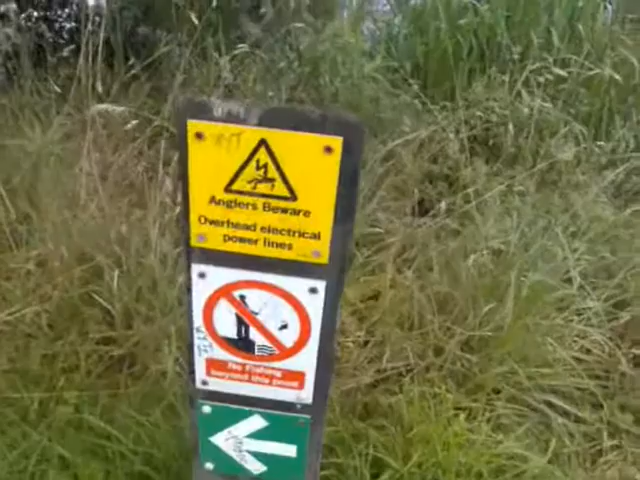 Anglers Beware
Overhead electrical
power lines
No Fishing
beyond this point